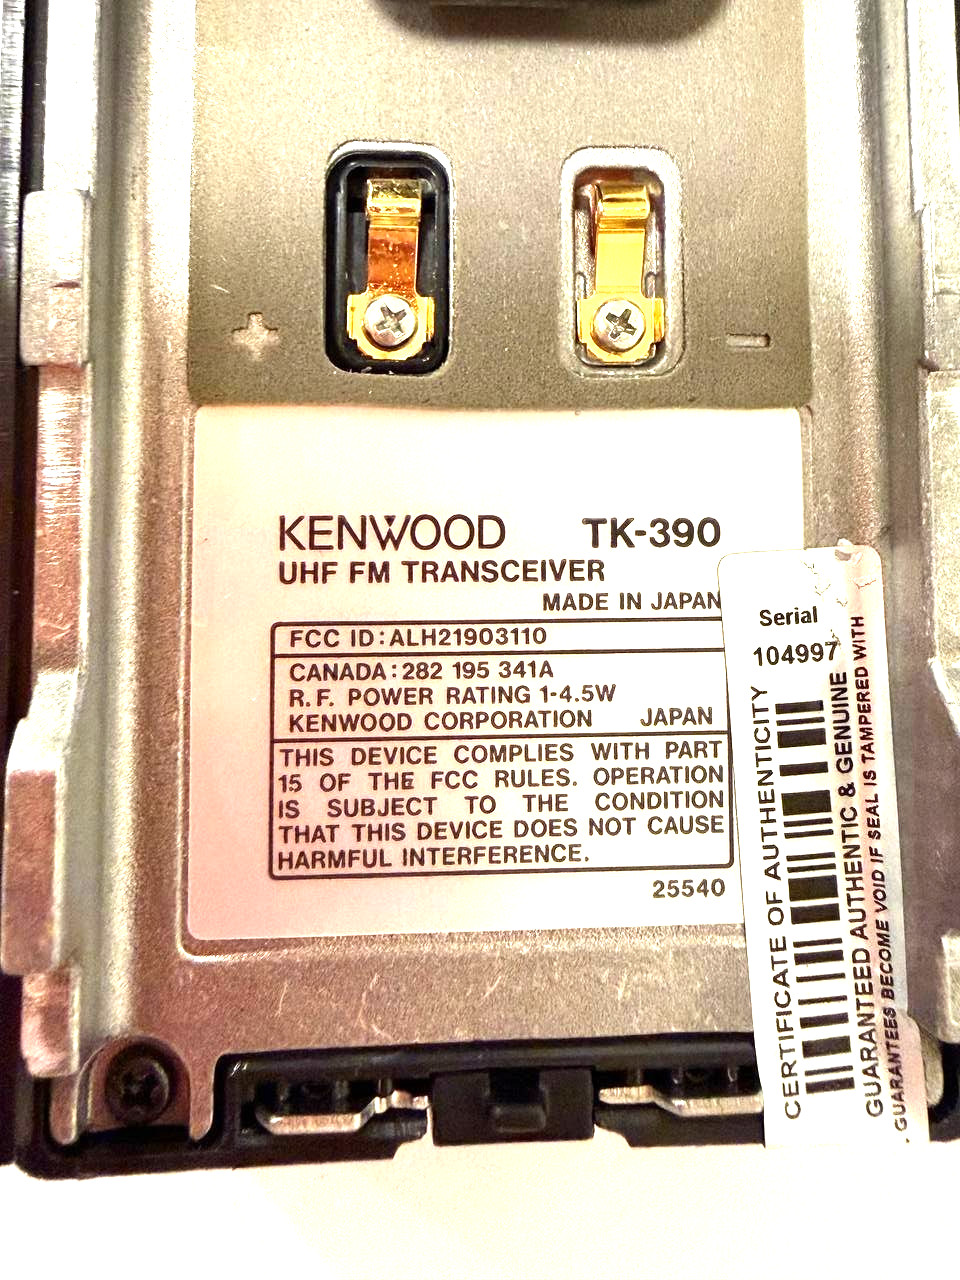 +
−
KENWOOD TK-390
UHF FM TRANSCEIVER
MADE IN JAPAN
FCC ID:ALH21903110
CANADA:282 195 341A
R.F. POWER RATING 1-4.5W
KENWOOD CORPORATION JAPAN
THIS DEVICE COMPLIES WITH PART
15 OF THE FCC RULES. OPERATION
IS SUBJECT TO THE CONDITION
THAT THIS DEVICE DOES NOT CAUSE
HARMFUL INTERFERENCE.
25540
Serial
104997
CERTIFICATE OF AUTHENTICITY
GUARANTEED AUTHENTIC & GENUINE
. GUARANTEES BECOME VOID IF SEAL IS TAMPERED WITH